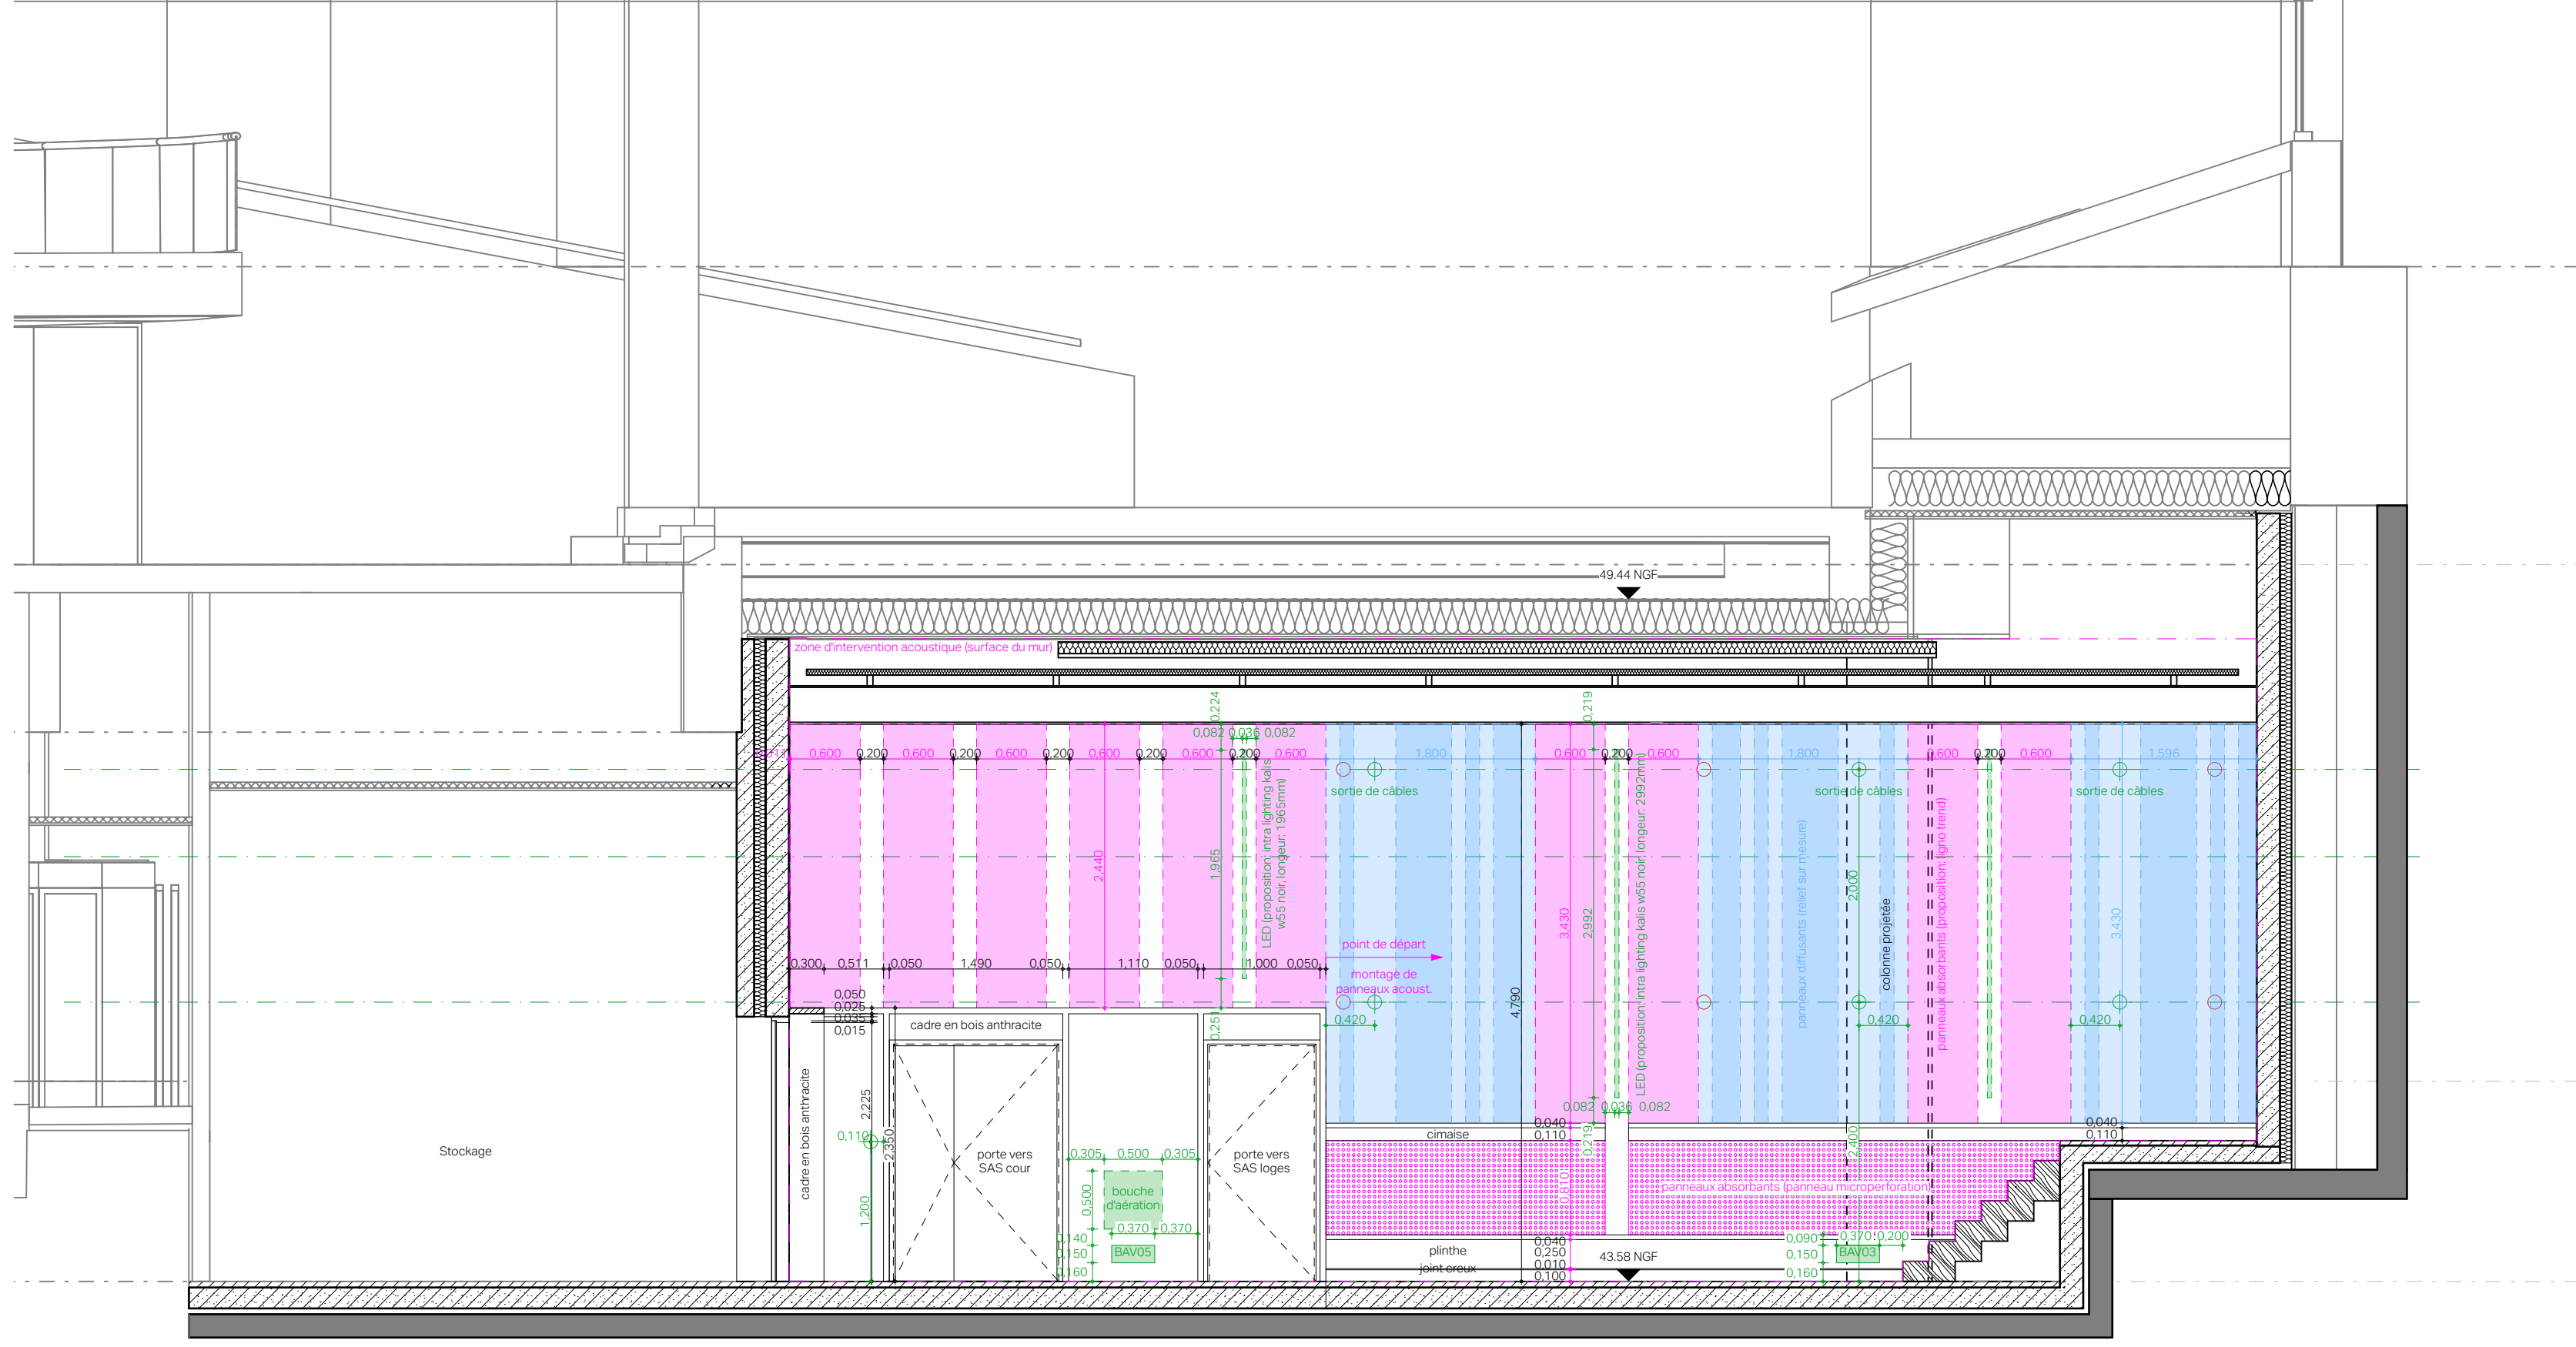 49.44 NGF
zone d'intervention acoustique (surface du mur)
0,224
0,219
0,082 0,036 0,082
0,600
0,200
0,600
0,200
0,600
0,200
0,600
0,200
0,600
0,200
0,600
1,800
0,600
0,200
0,600
1,800
0,600
0,200
0,600
1,596
sortie de câbles
sortie de câbles
sortie de câbles
LED (proposition: intra lighting kalis
w55 noir, longeur: 1965mm)
LED (proposition: intra lighting kalis w55 noir, longeur: 2992mm)
panneaux diffusants (relief sur mesure)
colonne projetée
panneaux absorbants (proposition: ligno trend)
2,440
1,965
3,430
2,992
2,000
3,430
point de départ
montage de
panneaux acoust.
0,300
0,511
0,050
1,490
0,050
1,110
0,050
1,000
0,050
0,050
0,025
0,035
0,015
0,251
4,790
0,420
0,420
0,420
cadre en bois anthracite
cadre en bois anthracite
2,225
0,110
2,350
1,200
Stockage
porte vers
SAS cour
porte vers
SAS loges
0,305
0,500
0,305
0,500
bouche
d'aération
0,370
0,370
0,140
0,150
0,160
BAV05
0,082 0,036 0,082
cimaise
0,040
0,110
0,219
2,400
0,040
0,110
0,810
panneaux absorbants (panneau microperforation)
plinthe
joint creux
0,040
0,250
0,010
0,100
43.58 NGF
0,090
0,370
0,200
0,150
0,160
BAV03